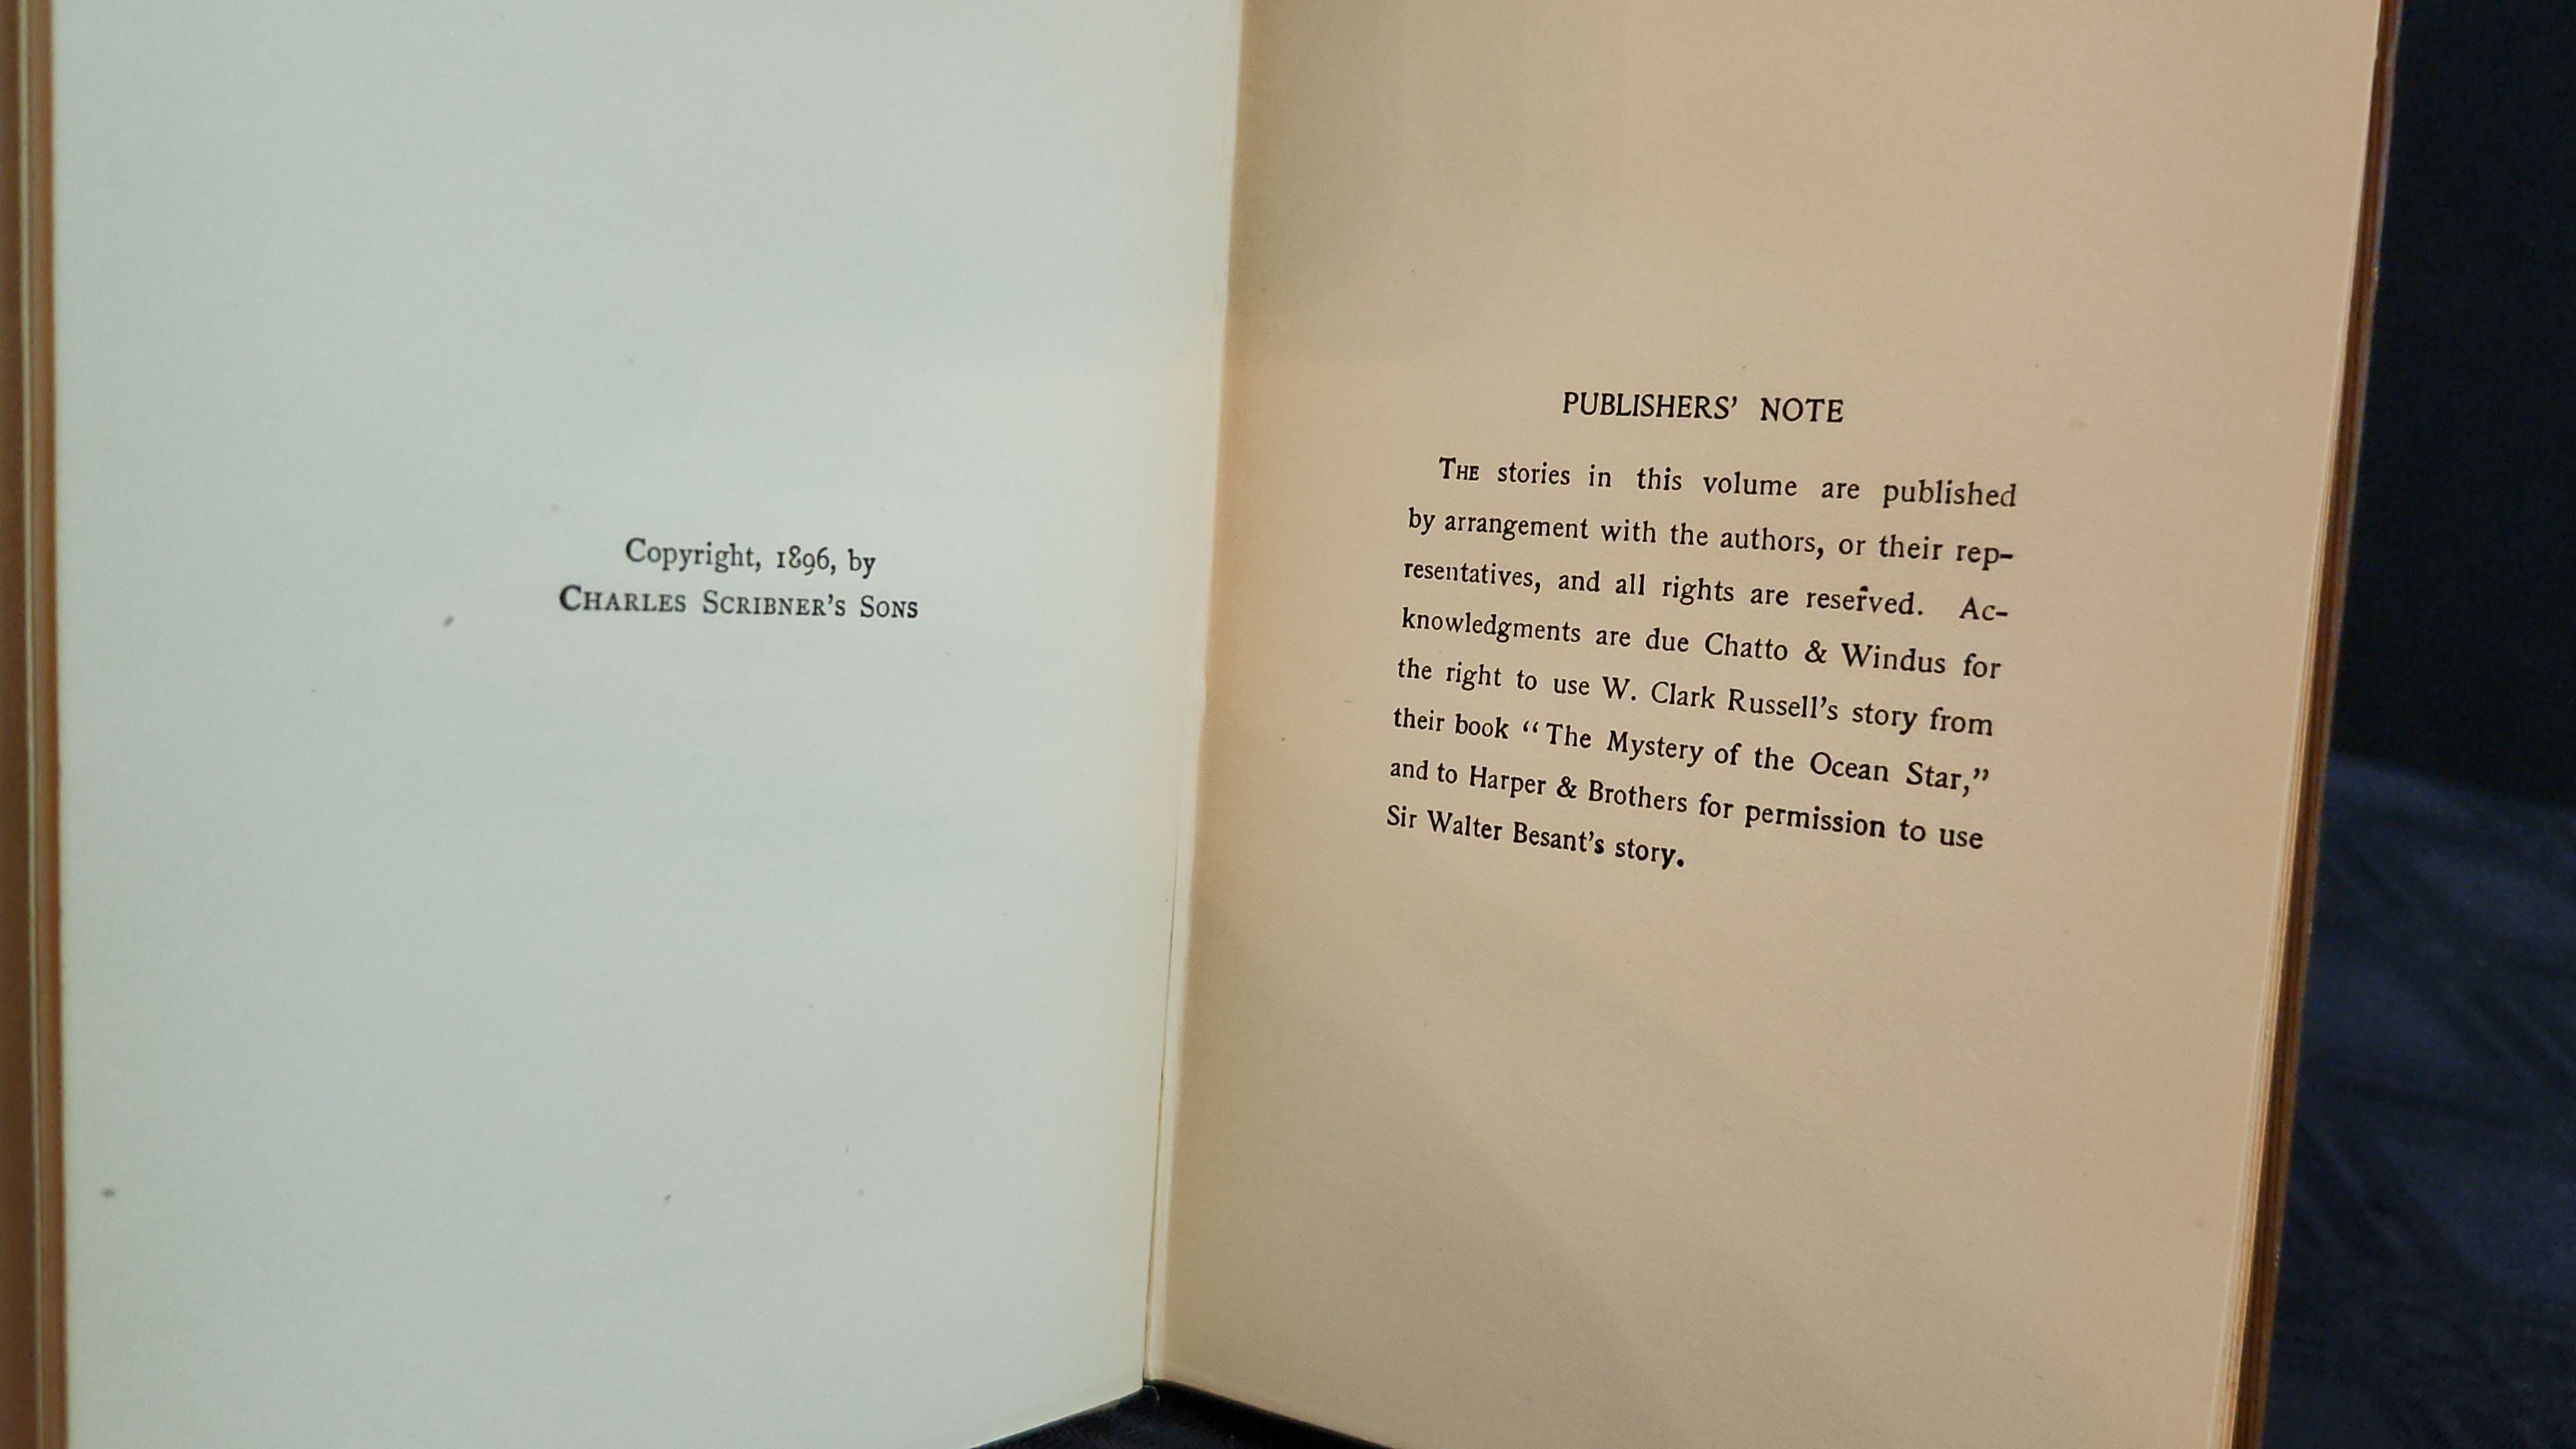 Copyright, 1896, by
CHARLES SCRIBNER'S SONS
PUBLISHERS' NOTE
THE stories in this volume are published
by arrangement with the authors, or their rep-
resentatives, and all rights are reserved. Ac-
knowledgments are due Chatto & Windus for
the right to use W. Clark Russell's story from
their book “The Mystery of the Ocean Star,”
and to Harper & Brothers for permission to use
Sir Walter Besant's story.